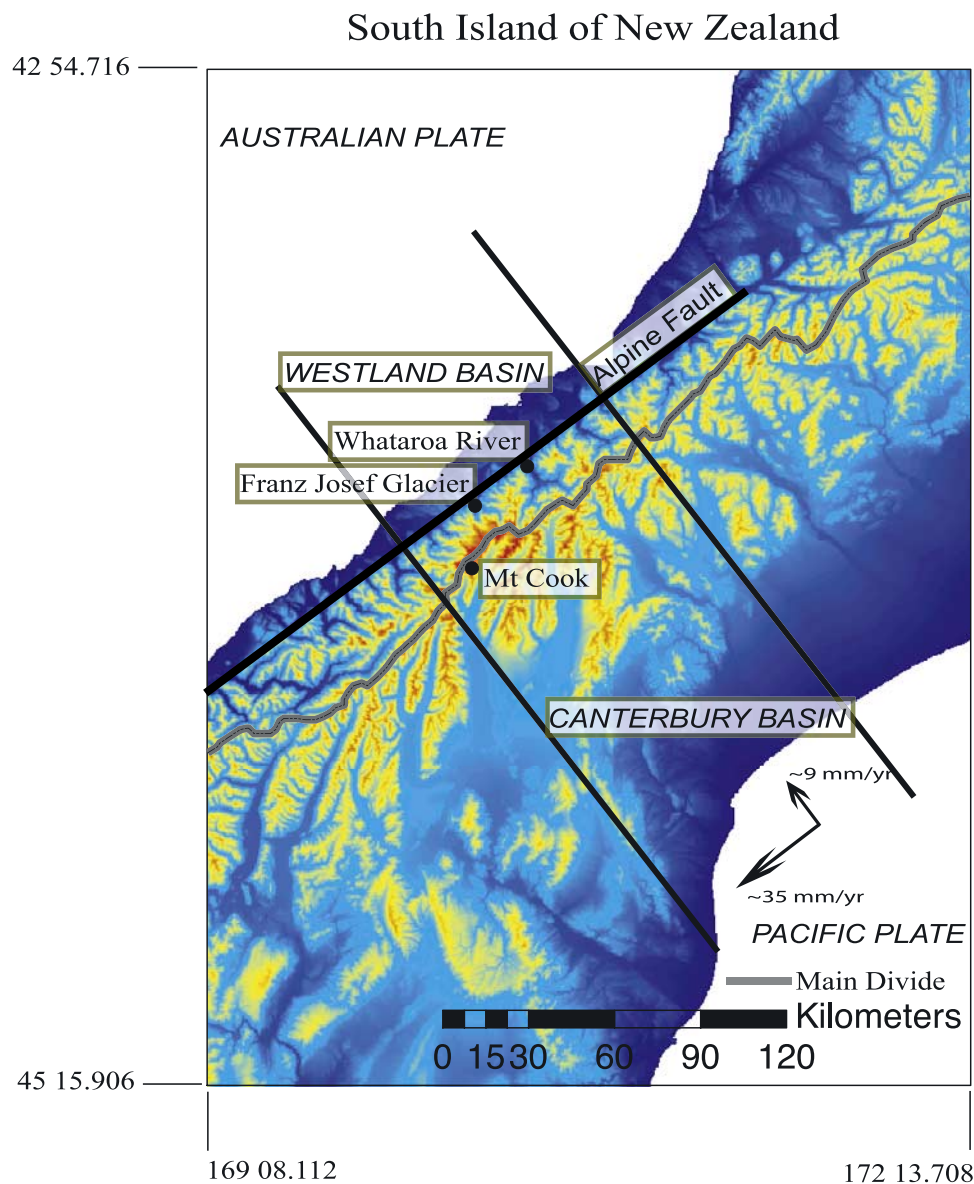 South Island of New Zealand
42 54.716
AUSTRALIAN PLATE
Alpine Fault
WESTLAND BASIN
Whataroa River
Franz Josef Glacier
Mt Cook
CANTERBURY BASIN
~9 mm/yr
~35 mm/yr
PACIFIC PLATE
Main Divide
Kilometers
0 15 30 60 90 120
45 15.906
169 08.112
172 13.708